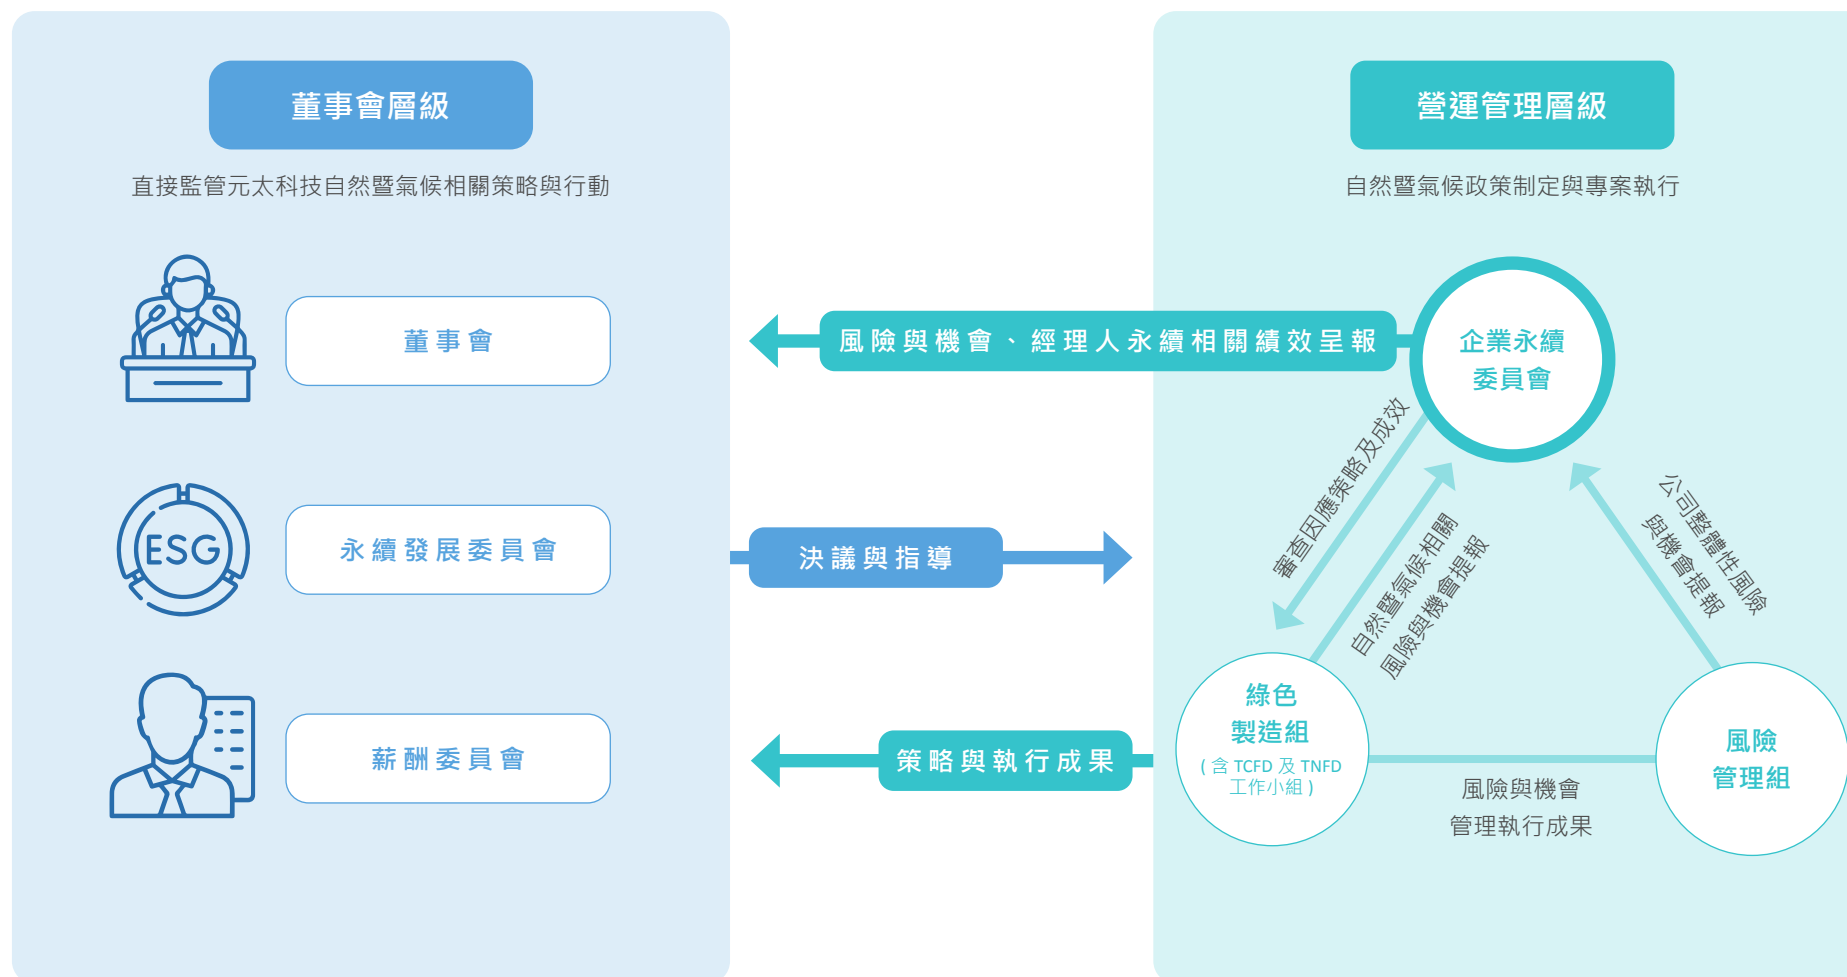 董事會層級
直接監管元太科技自然暨氣候相關策略與行動
董事會
ESG
永續發展委員會
薪酬委員會
風險與機會、經理人永續相關績效呈報
決議與指導
策略與執行成果
營運管理層級
自然暨氣候政策制定與專案執行
企業永續
委員會
審查因應策略及成效
自然暨氣候相關
風險與機會提報
公司整體性風險
與機會提報
綠色
製造組
( 含 TCFD 及 TNFD
工作小組 )
風險與機會
管理執行成果
風險
管理組